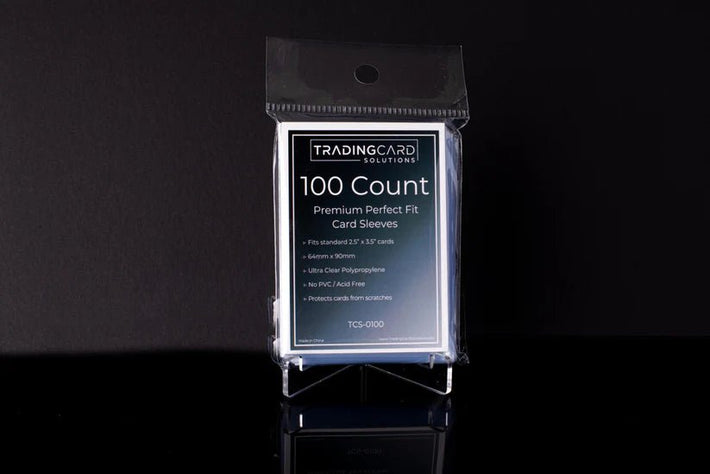 TRADINGCARD
SOLUTIONS
100 Count
Premium Perfect Fit
Card Sleeves
Fits standard 2.5" x 3.5" cards
64mm x 90mm
Ultra Clear Polypropylene
No PVC / Acid Free
Protects cards from scratches
TCS-0100
Made in China